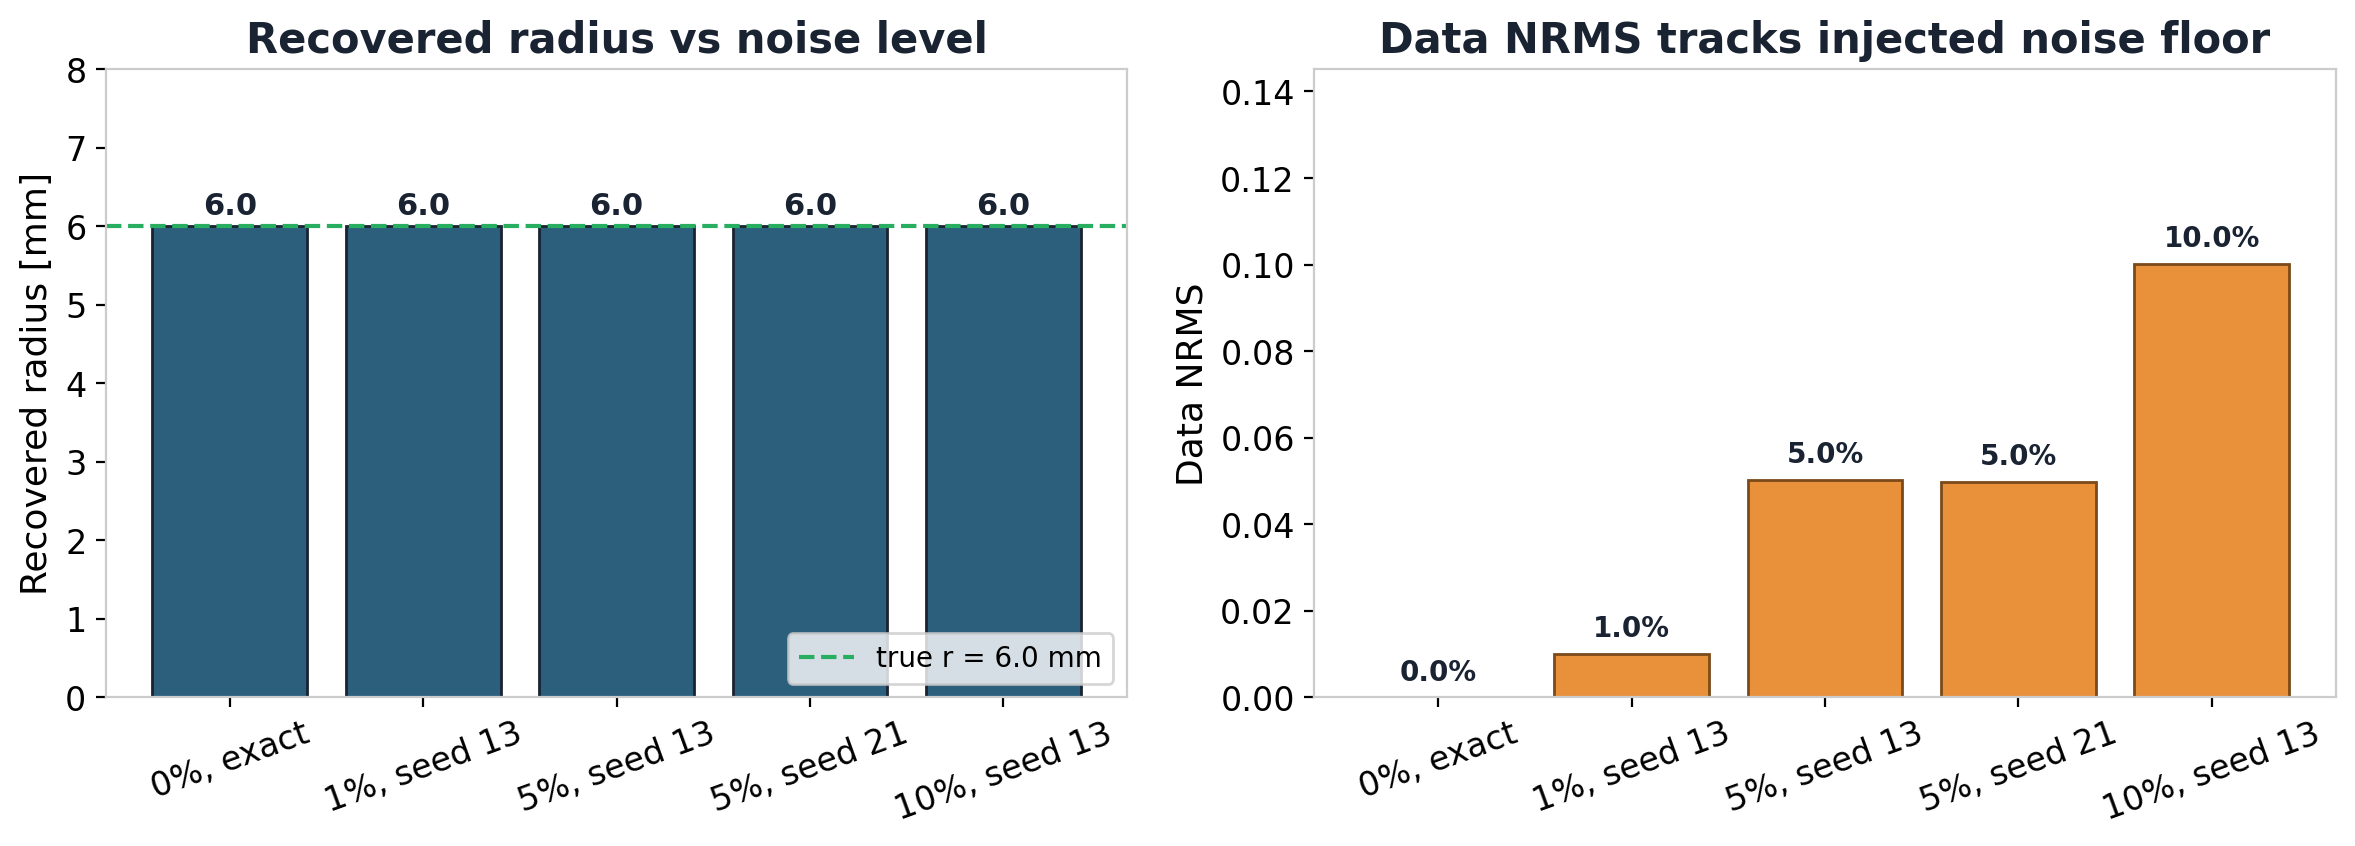 Recovered radius vs noise level
Recovered radius [mm]
8
7
6
5
4
3
2
1
0
6.0
6.0
6.0
6.0
6.0
true r = 6.0 mm
0%, exact
1%, seed 13
5%, seed 13
5%, seed 21
10%, seed 13
Data NRMS tracks injected noise floor
Data NRMS
0.14
0.12
0.10
0.08
0.06
0.04
0.02
0.00
0.0%
1.0%
5.0%
5.0%
10.0%
0%, exact
1%, seed 13
5%, seed 13
5%, seed 21
10%, seed 13